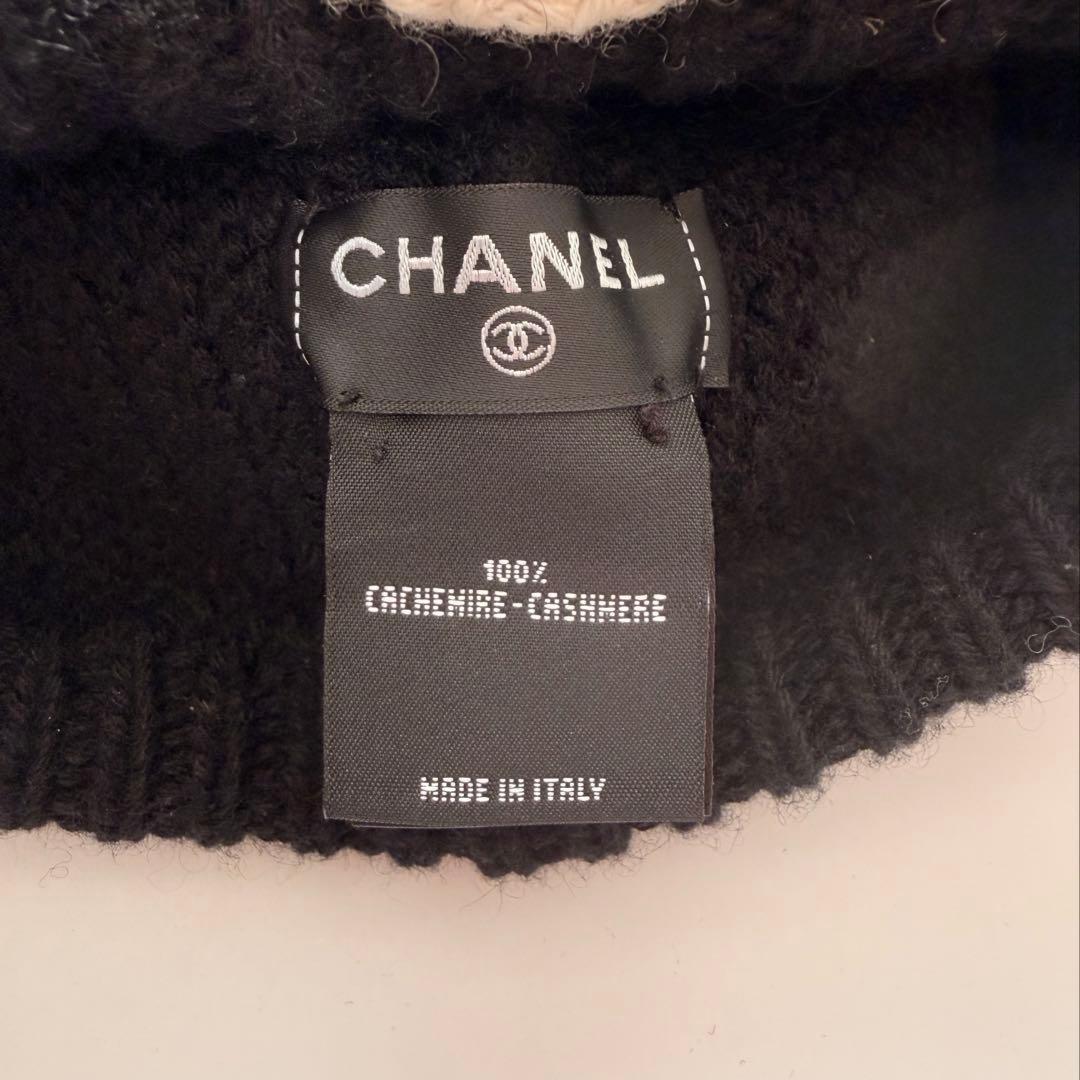 CHANEL
100%
CACHEMIRE-CASHMERE
MADE IN ITALY